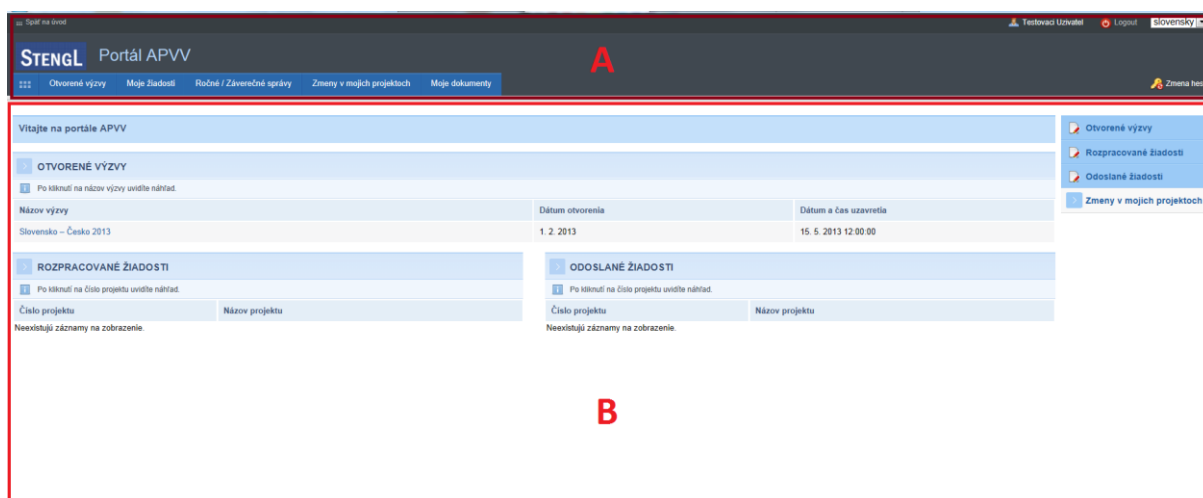 Späť na úvod Testovaci Uzivatel Logout slovensky
STENGL Portál APVV
A
Otvorené výzvy Moje žiadosti Ročné / Záverečné správy Zmeny v mojich projektoch Moje dokumenty Zmena hes
Vitajte na portále APVV
OTVORENÉ VÝZVY
Po kliknutí na názov výzvy uvidíte náhľad.
Názov výzvy Dátum otvorenia Dátum a čas uzavretia
Slovensko – Česko 2013 1. 2. 2013 15. 5. 2013 12:00:00
ROZPRACOVANÉ ŽIADOSTI
Po kliknutí na číslo projektu uvidíte náhľad.
Číslo projektu Názov projektu
Neexistujú záznamy na zobrazenie.
ODOSLANÉ ŽIADOSTI
Po kliknutí na číslo projektu uvidíte náhľad.
Číslo projektu Názov projektu
Neexistujú záznamy na zobrazenie.
Otvorené výzvy
Rozpracované žiadosti
Odoslané žiadosti
Zmeny v mojich projektoch
B